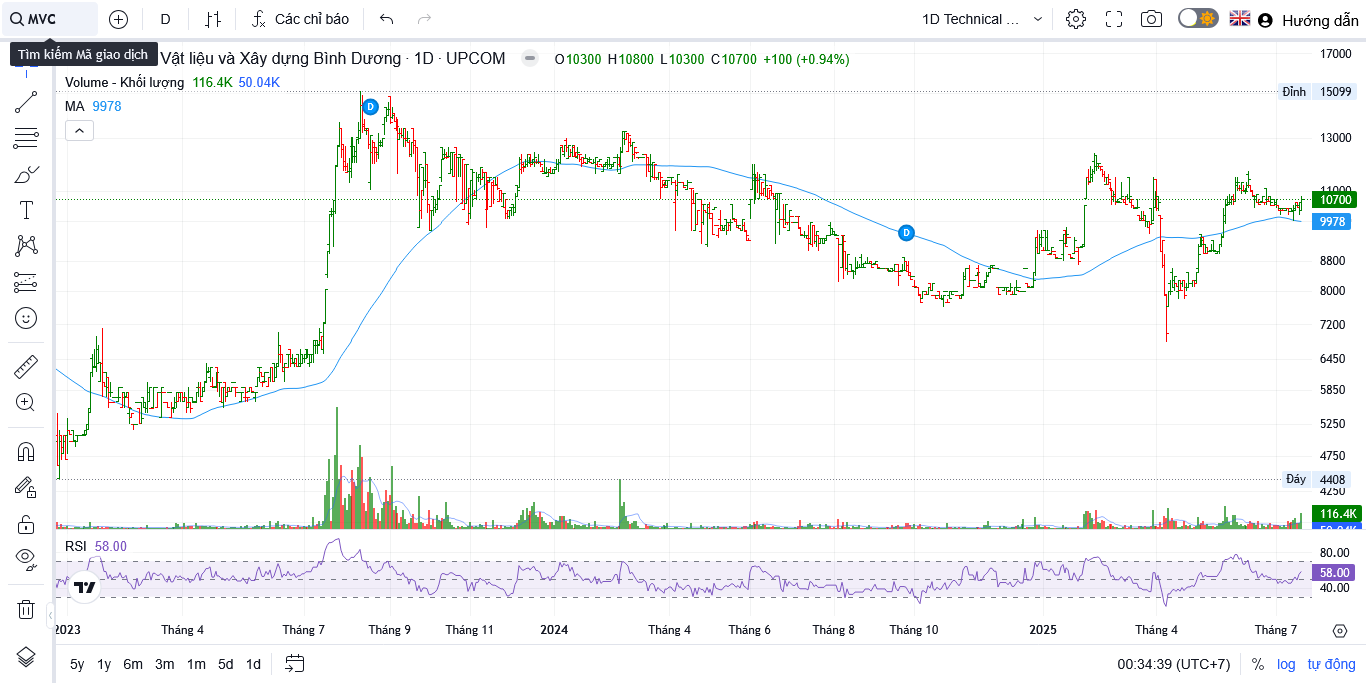 MVC
D
Các chỉ báo
1D Technical ...
Hướng dẫn
Tìm kiếm Mã giao dịch
Vật liệu và Xây dựng Bình Dương · 1D · UPCOM
O10300 H10800 L10300 C10700 +100 (+0.94%)
Volume - Khối lượng 116.4K 50.04K
MA 9978
D
D
17000
Đỉnh 15099
13000
11000
10700
9978
8800
8000
7200
6450
5850
5250
4750
Đáy 4408
4250
116.4K
50.04K
RSI 58.00
80.00
58.00
40.00
2023 Tháng 4 Tháng 7 Tháng 9 Tháng 11 2024 Tháng 4 Tháng 6 Tháng 8 Tháng 10 2025 Tháng 4 Tháng 7
5y 1y 6m 3m 1m 5d 1d
00:34:39 (UTC+7) % log tự động